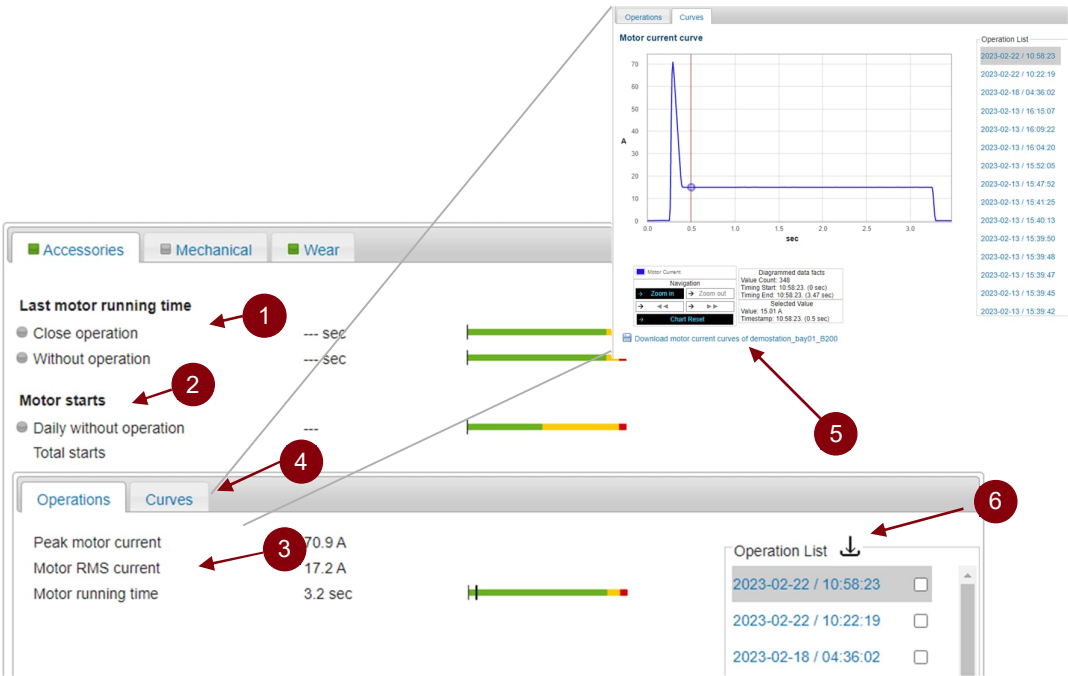 Operations Curves
Motor current curve
70
60
50
40
A
30
20
10
0
0.0 0.5 1.0 1.5 2.0 2.5 3.0
sec
Motor Current
Navigation
→ Zoom in → Zoom out
→ ◄◄ → ►►
→ Chart Reset
Diagrammed data facts
Value Count: 348
Timing Start: 10:58:23. (0 sec)
Timing End: 10:58:23. (3.47 sec)
Selected Value
Value: 15.01 A
Timestamp: 10:58:23. (0.5 sec)
Download motor current curves of demostation_bay01_B200
Operation List
2023-02-22 / 10:58:23
2023-02-22 / 10:22:19
2023-02-18 / 04:36:02
2023-02-13 / 16:15:07
2023-02-13 / 16:09:22
2023-02-13 / 16:04:20
2023-02-13 / 15:52:05
2023-02-13 / 15:47:52
2023-02-13 / 15:41:25
2023-02-13 / 15:40:13
2023-02-13 / 15:39:50
2023-02-13 / 15:39:48
2023-02-13 / 15:39:47
2023-02-13 / 15:39:45
2023-02-13 / 15:39:42
5
Accessories Mechanical Wear
Last motor running time
1
Close operation --- sec
Without operation --- sec
2
Motor starts
Daily without operation ---
Total starts
4
Operations Curves
6
Peak motor current 70.9 A
3
Motor RMS current 17.2 A
Motor running time 3.2 sec
Operation List
2023-02-22 / 10:58:23
2023-02-22 / 10:22:19
2023-02-18 / 04:36:02